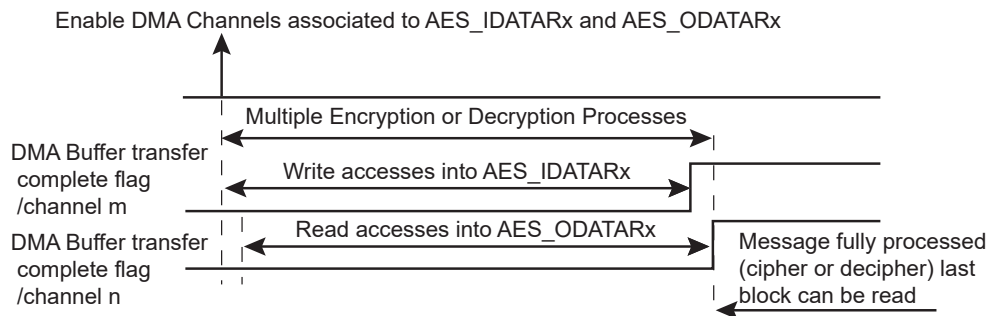 Enable DMA Channels associated to AES_IDATARx and AES_ODATARx
Multiple Encryption or Decryption Processes
DMA Buffer transfer
complete flag
/channel m
Write accesses into AES_IDATARx
Read accesses into AES_ODATARx
DMA Buffer transfer
complete flag
/channel n
Message fully processed
(cipher or decipher) last
block can be read